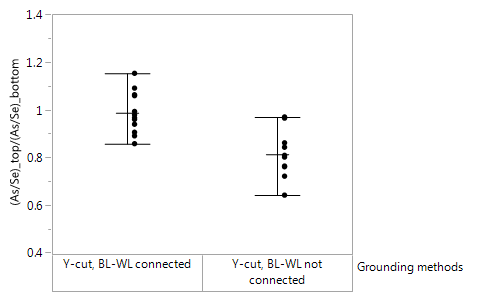 (As/Se)_top/(As/Se)_bottom
1.4
1.2
1
0.8
0.6
0.4
Y-cut, BL-WL connected
Y-cut, BL-WL not
connected
Grounding methods